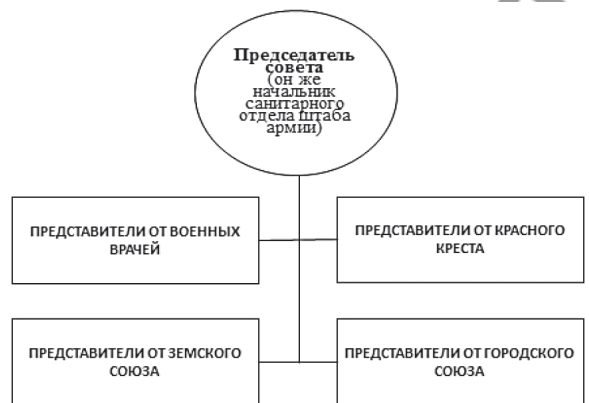 Председатель
совета
(он же
начальник
санитарного
отдела штаба
армии)
ПРЕДСТАВИТЕЛИ ОТ ВОЕННЫХ
ВРАЧЕЙ
ПРЕДСТАВИТЕЛИ ОТ КРАСНОГО
КРЕСТА
ПРЕДСТАВИТЕЛИ ОТ ЗЕМСКОГО
СОЮЗА
ПРЕДСТАВИТЕЛИ ОТ ГОРОДСКОГО
СОЮЗА